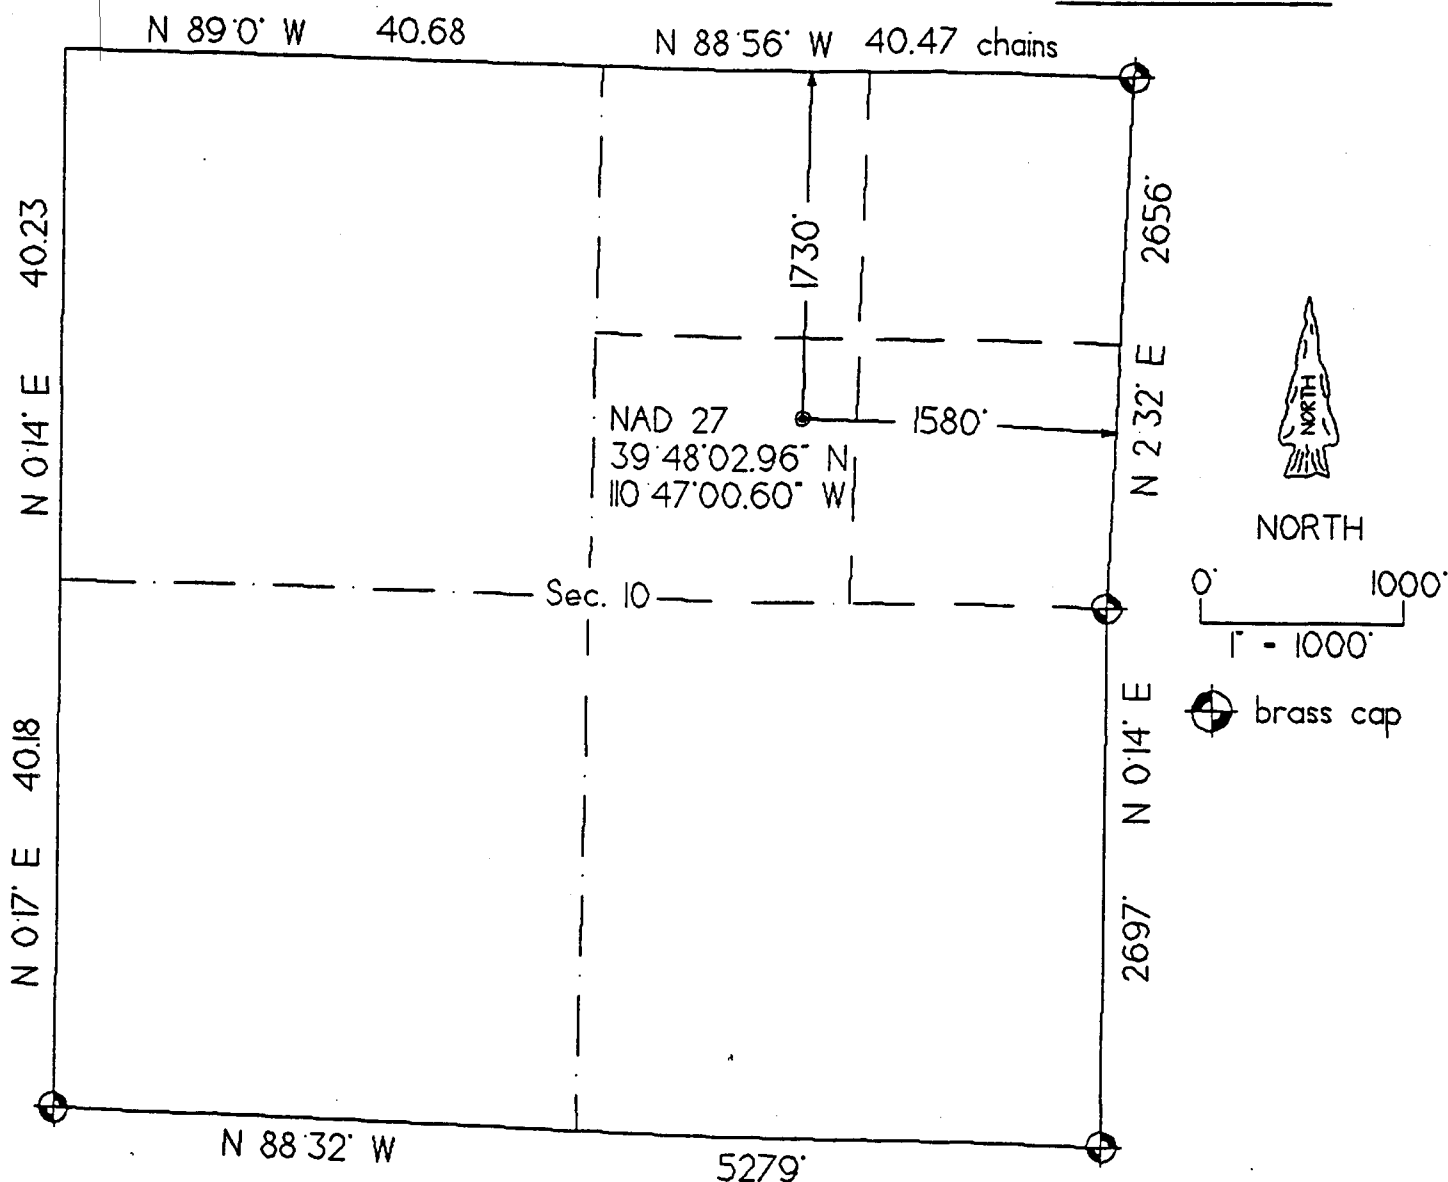 N 89°0' W 40.68
N 88°56' W 40.47 chains
40.23
N 0°14' E
40.18
N 0°17' E
1730'
1580'
NAD 27
39°48'02.96" N
110°47'00.60" W
Sec. 10
2656'
N 2°32' E
N 0°14' E
2697'
N 88°32' W
5279'
NORTH
NORTH
0' 1000'
1" - 1000'
brass cap